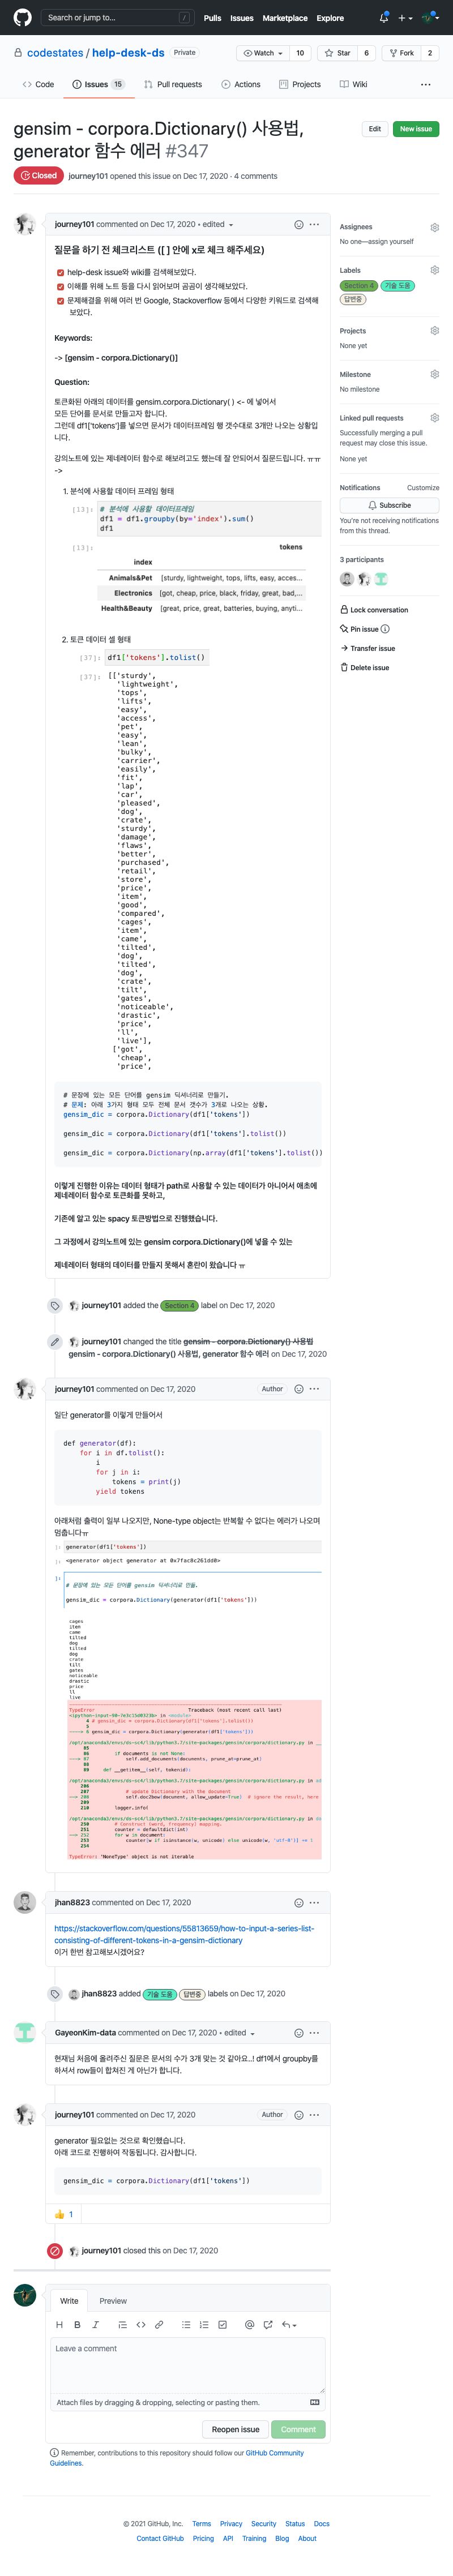 Search or jump to... /
Pulls Issues Marketplace Explore
codestates / help-desk-ds Private
Watch 10 Star 6 Fork 2
Code Issues 15 Pull requests Actions Projects Wiki
gensim - corpora.Dictionary() 사용법,
generator 함수 에러 #347
Edit New issue
Closed journey101 opened this issue on Dec 17, 2020 · 4 comments
journey101 commented on Dec 17, 2020 • edited
질문을 하기 전 체크리스트 ([ ] 안에 x로 체크 해주세요)
help-desk issue와 wiki를 검색해보았다.
이해를 위해 노트 등을 다시 읽어보며 곰곰이 생각해보았다.
문제해결을 위해 여러 번 Google, Stackoverflow 등에서 다양한 키워드로 검색해
보았다.
Keywords:
-> [gensim - corpora.Dictionary()]
Question:
토큰화된 아래의 데이터를 gensim.corpora.Dictionary( ) <- 에 넣어서
모든 단어를 문서로 만들고자 합니다.
그런데 df1['tokens']를 넣으면 문서가 데이터프레임 행 갯수대로 3개만 나오는 상황입
니다.
강의노트에 있는 제네레이터 함수로 해보려고도 했는데 잘 안되어서 질문드립니다. ㅠㅠ
->
1. 분석에 사용할 데이터 프레임 형태
[13]: # 분석에 사용할 데이터프레임
df1 = df1.groupby(by='index').sum()
df1
[13]: tokens
index
Animals&Pet [sturdy, lightweight, tops, lifts, easy, acces...
Electronics [got, cheap, price, black, friday, great, bad,...
Health&Beauty [great, price, great, batteries, buying, anyti...
2. 토큰 데이터 셀 형태
[37]: df1['tokens'].tolist()
[37]: [['sturdy',
'lightweight',
'tops',
'lifts',
'easy',
'access',
'pet',
'easy',
'lean',
'bulky',
'carrier',
'easily',
'fit',
'lap',
'car',
'pleased',
'dog',
'crate',
'sturdy',
'damage',
'flaws',
'better',
'purchased',
'retail',
'store',
'price',
'item',
'good',
'compared',
'cages',
'item',
'came',
'tilted',
'dog',
'tilted',
'dog',
'crate',
'tilt',
'gates',
'noticeable',
'drastic',
'price',
'll',
'live'],
['got',
'cheap',
'price',
# 문장에 있는 모든 단어를 gensim 딕셔너리로 만들기.
# 문제: 아래 3가지 형태 모두 전체 문서 갯수가 3개로 나오는 상황.
gensim_dic = corpora.Dictionary(df1['tokens'])
gensim_dic = corpora.Dictionary(df1['tokens'].tolist())
gensim_dic = corpora.Dictionary(np.array(df1['tokens'].tolist()))
이렇게 진행한 이유는 데이터 형태가 path로 사용할 수 있는 데이터가 아니어서 애초에
제네레이터 함수로 토큰화를 못하고,
기존에 알고 있는 spacy 토큰방법으로 진행했습니다.
그 과정에서 강의노트에 있는 gensim corpora.Dictionary()에 넣을 수 있는
제네레이터 형태의 데이터를 만들지 못해서 혼란이 왔습니다 ㅠ
journey101 added the Section 4 label on Dec 17, 2020
journey101 changed the title gensim - corpora.Dictionary() 사용법
gensim - corpora.Dictionary() 사용법, generator 함수 에러 on Dec 17, 2020
journey101 commented on Dec 17, 2020 Author
일단 generator를 이렇게 만들어서
def generator(df):
for i in df.tolist():
i
for j in i:
tokens = print(j)
yield tokens
아래처럼 출력이 일부 나오지만, None-type object는 반복할 수 없다는 에러가 나오며
멈춥니다ㅠ
generator(df1['tokens'])
<generator object generator at 0x7fac8c261dd0>
# 문장에 있는 모든 단어를 gensim 딕셔너리로 만듦.
gensim_dic = corpora.Dictionary(generator(df1['tokens']))
cages
item
came
tilted
dog
tilted
dog
crate
tilt
gates
noticeable
drastic
price
ll
live
TypeError Traceback (most recent call last)
TypeError: 'NoneType' object is not iterable
jhan8823 commented on Dec 17, 2020
https://stackoverflow.com/questions/55813659/how-to-input-a-series-list-
consisting-of-different-tokens-in-a-gensim-dictionary
이거 한번 참고해보시겠어요?
jhan8823 added 기술 도움 답변중 labels on Dec 17, 2020
GayeonKim-data commented on Dec 17, 2020 • edited
현재님 처음에 올려주신 질문은 문서의 수가 3개 맞는 것 같아요..! df1에서 groupby를
하셔서 row들이 합쳐진 게 아닌가 합니다.
journey101 commented on Dec 17, 2020 Author
generator 필요없는 것으로 확인했습니다.
아래 코드로 진행하여 작동됩니다. 감사합니다.
gensim_dic = corpora.Dictionary(df1['tokens'])
👍 1
journey101 closed this on Dec 17, 2020
Write Preview
Leave a comment
Attach files by dragging & dropping, selecting or pasting them.
Reopen issue Comment
Remember, contributions to this repository should follow our GitHub Community
Guidelines.
Assignees
No one—assign yourself
Labels
Section 4 기술 도움
답변중
Projects
None yet
Milestone
No milestone
Linked pull requests
Successfully merging a pull
request may close this issue.
None yet
Notifications Customize
Subscribe
You're not receiving notifications
from this thread.
3 participants
Lock conversation
Pin issue
Transfer issue
Delete issue
© 2021 GitHub, Inc. Terms Privacy Security Status Docs
Contact GitHub Pricing API Training Blog About